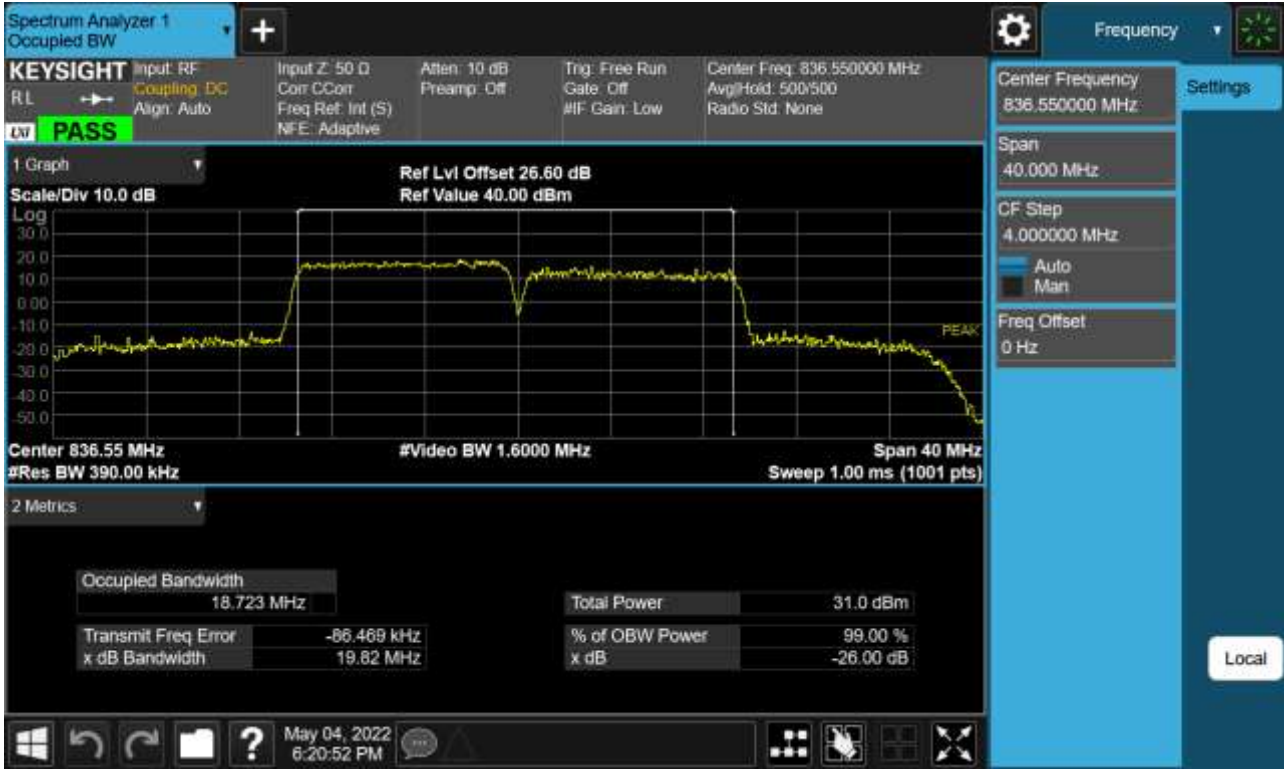 Spectrum Analyzer 1
Occupied BW
Frequency
KEYSIGHT
RL
LXI
PASS
Input: RF
Coupling: DC
Align: Auto
Input Z: 50 Ω
Corr CCorr
Freq Ref: Int (S)
NFE: Adaptive
Atten: 10 dB
Preamp: Off
Trig: Free Run
Gate: Off
#IF Gain: Low
Center Freq: 836.550000 MHz
Avg|Hold: 500/500
Radio Std: None
1 Graph
Scale/Div 10.0 dB
Ref Lvl Offset 26.60 dB
Ref Value 40.00 dBm
Log
30.0
20.0
10.0
0.00
-10.0
-20.0
-30.0
-40.0
-50.0
PEAK
Center 836.55 MHz
#Video BW 1.6000 MHz
Span 40 MHz
#Res BW 390.00 kHz
Sweep 1.00 ms (1001 pts)
2 Metrics
Occupied Bandwidth
18.723 MHz
Transmit Freq Error -86.469 kHz
x dB Bandwidth 19.82 MHz
Total Power 31.0 dBm
% of OBW Power 99.00 %
x dB -26.00 dB
Center Frequency
836.550000 MHz
Span
40.000 MHz
CF Step
4.000000 MHz
Auto
Man
Freq Offset
0 Hz
Settings
Local
?
May 04, 2022
6:20:52 PM